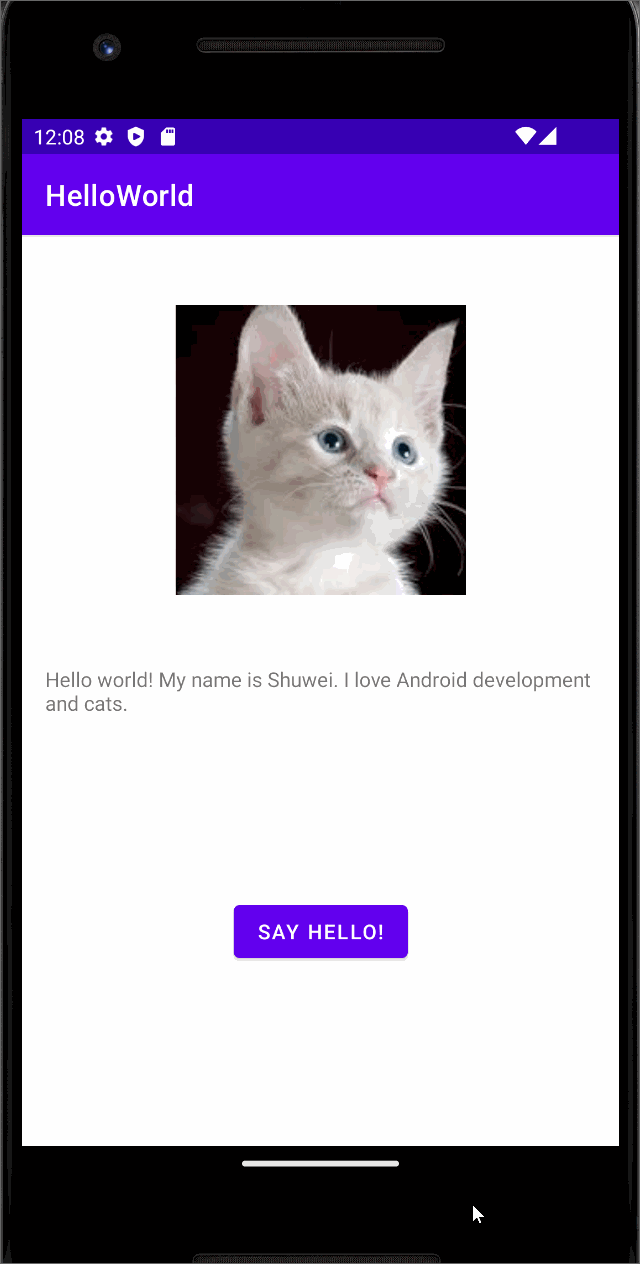 12:08
HelloWorld
Hello world! My name is Shuwei. I love Android development
and cats.
SAY HELLO!